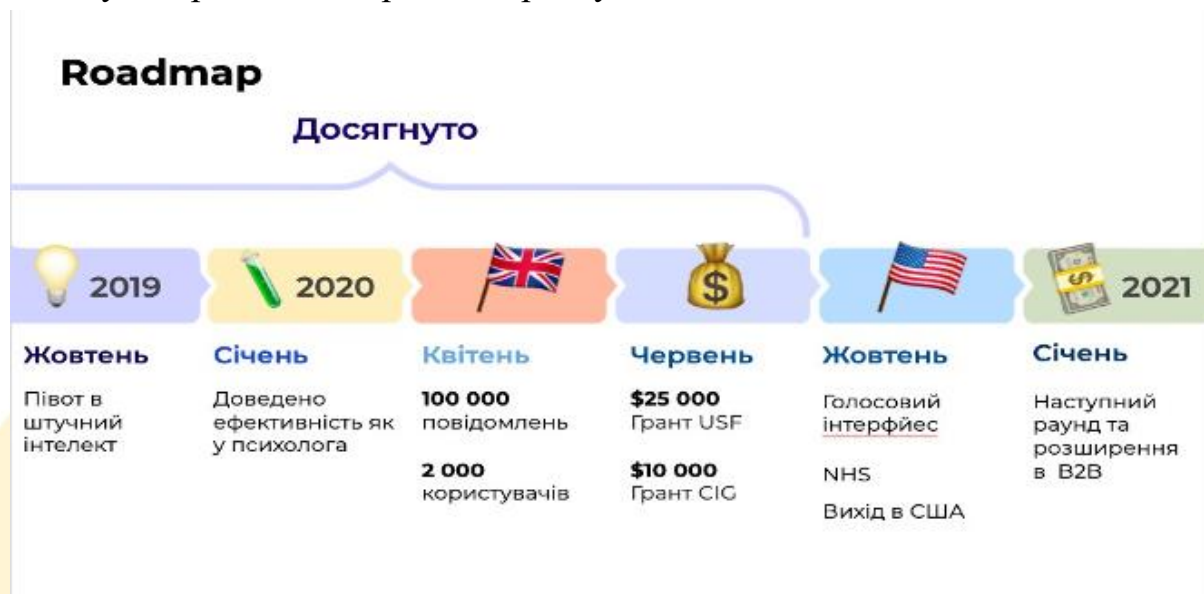 Roadmap
Досягнуто
2019
2020
$
$
2021
Жовтень
Півот в
штучний
інтелект
Січень
Доведено
ефективність як
у психолога
Квітень
100 000
повідомлень
2 000
користувачів
Червень
$25 000
Грант USF
$10 000
Грант CIG
Жовтень
Голосовий
інтерфйес
NHS
Вихід в США
Січень
Наступний
раунд та
розширення
в B2B